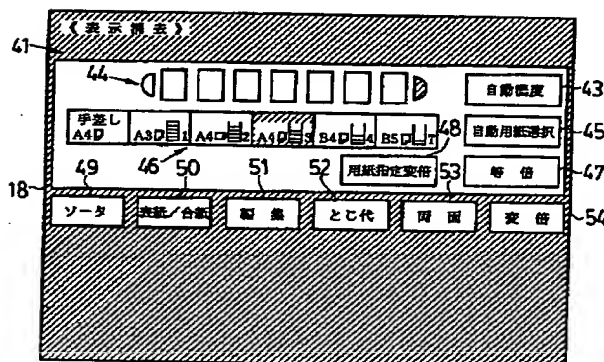 《表示消去》
41
44
43
自動濃度
手差し
A4
A3 1
A4 2
A4 3
B4 4
B5 T
自動用紙選択
45
46
48
用紙指定変倍
等倍
47
18
49
50
51
52
53
54
ソータ
表紙/合紙
編集
とじ代
両面
変倍